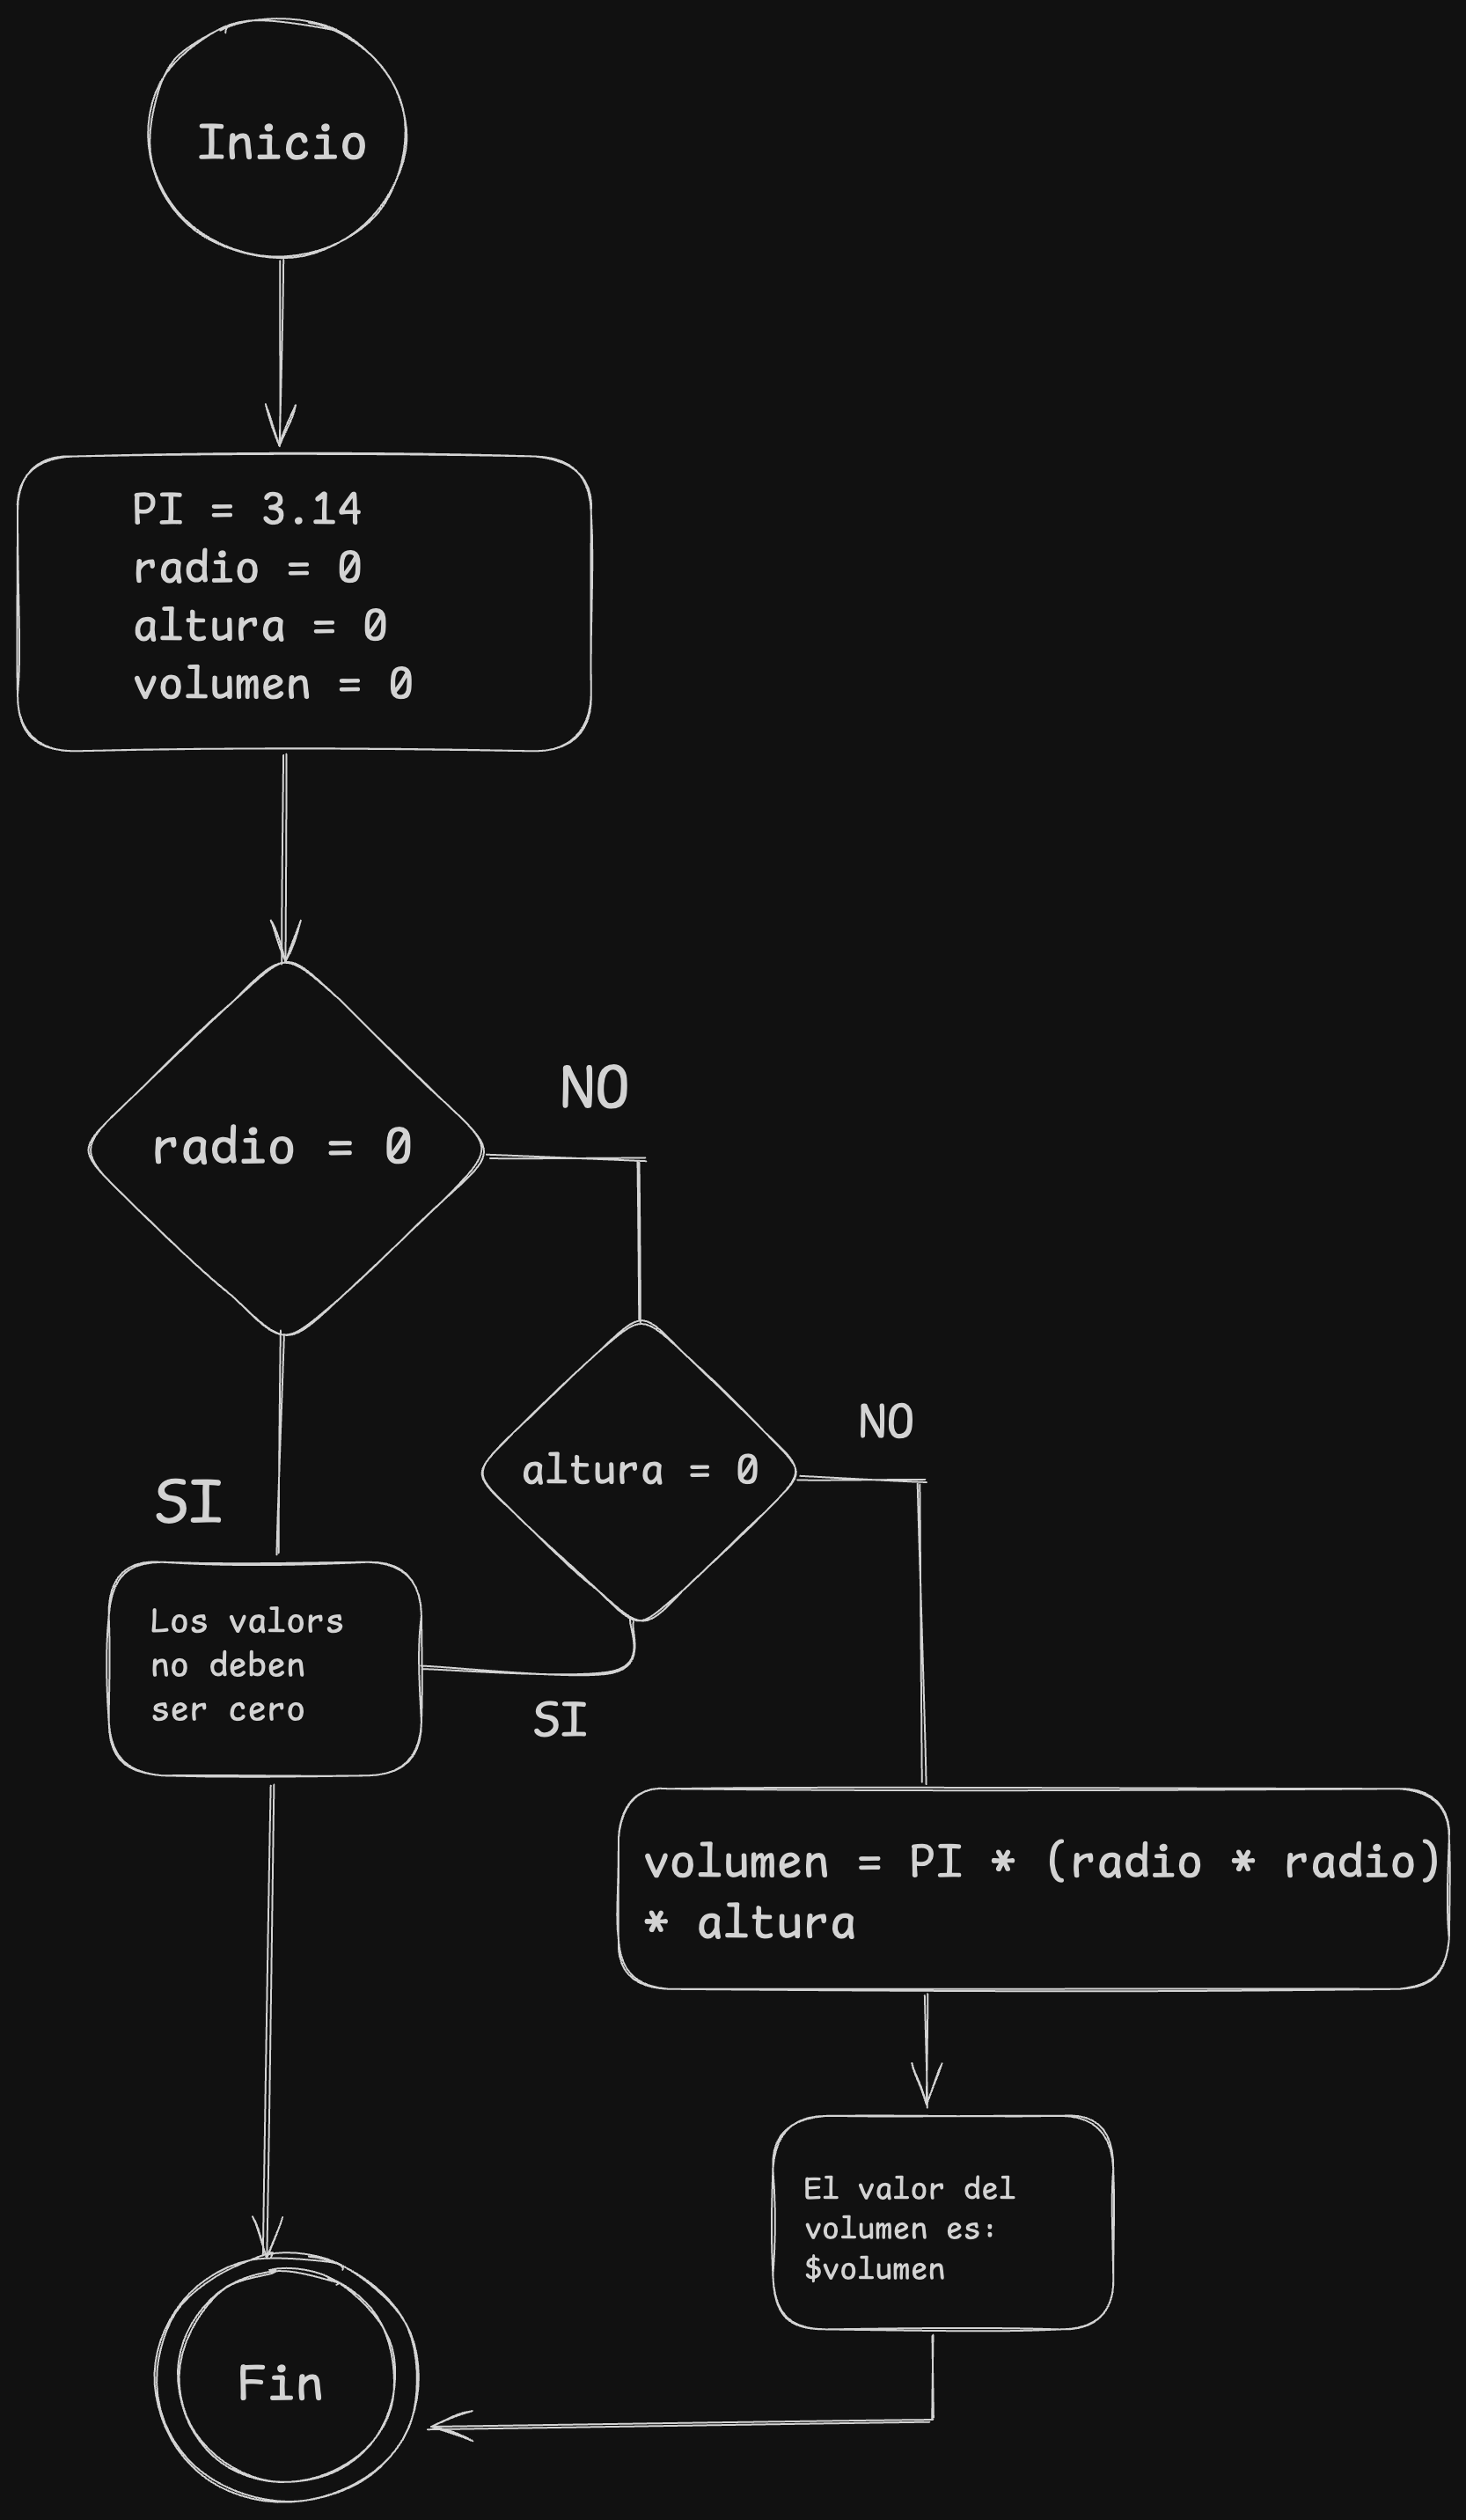 Inicio
PI = 3.14
radio = 0
altura = 0
volumen = 0
NO
radio = 0
NO
altura = 0
SI
Los valors
no deben
ser cero
SI
volumen = PI * (radio * radio)
* altura
El valor del
volumen es:
$volumen
Fin